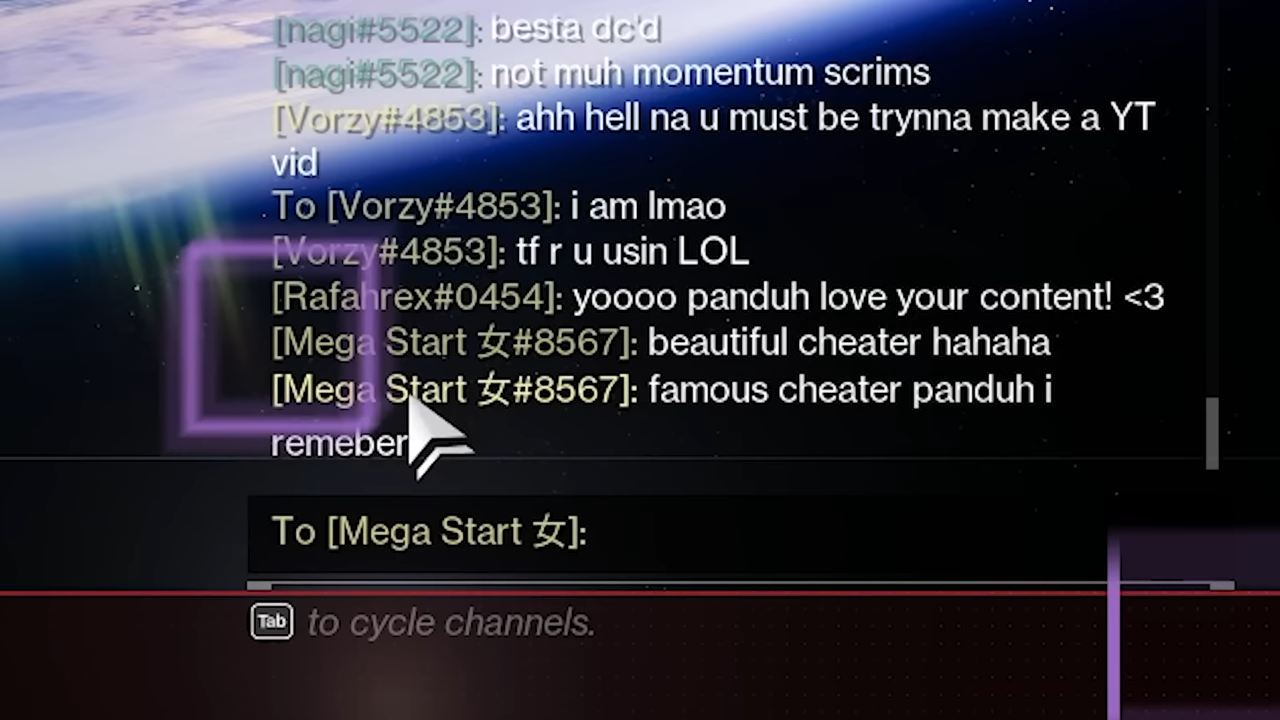 [nagi#5522]: besta dc'd
[nagi#5522]: not muh momentum scrims
[Vorzy#4853]: ahh hell na u must be trynna make a YT
vid
To [Vorzy#4853]: i am lmao
[Vorzy#4853]: tf r u usin LOL
[Rafahrex#0454]: yoooo panduh love your content! <3
[Mega Start 女#8567]: beautiful cheater hahaha
[Mega Start 女#8567]: famous cheater panduh i
remeber
To [Mega Start 女]:
Tab to cycle channels.